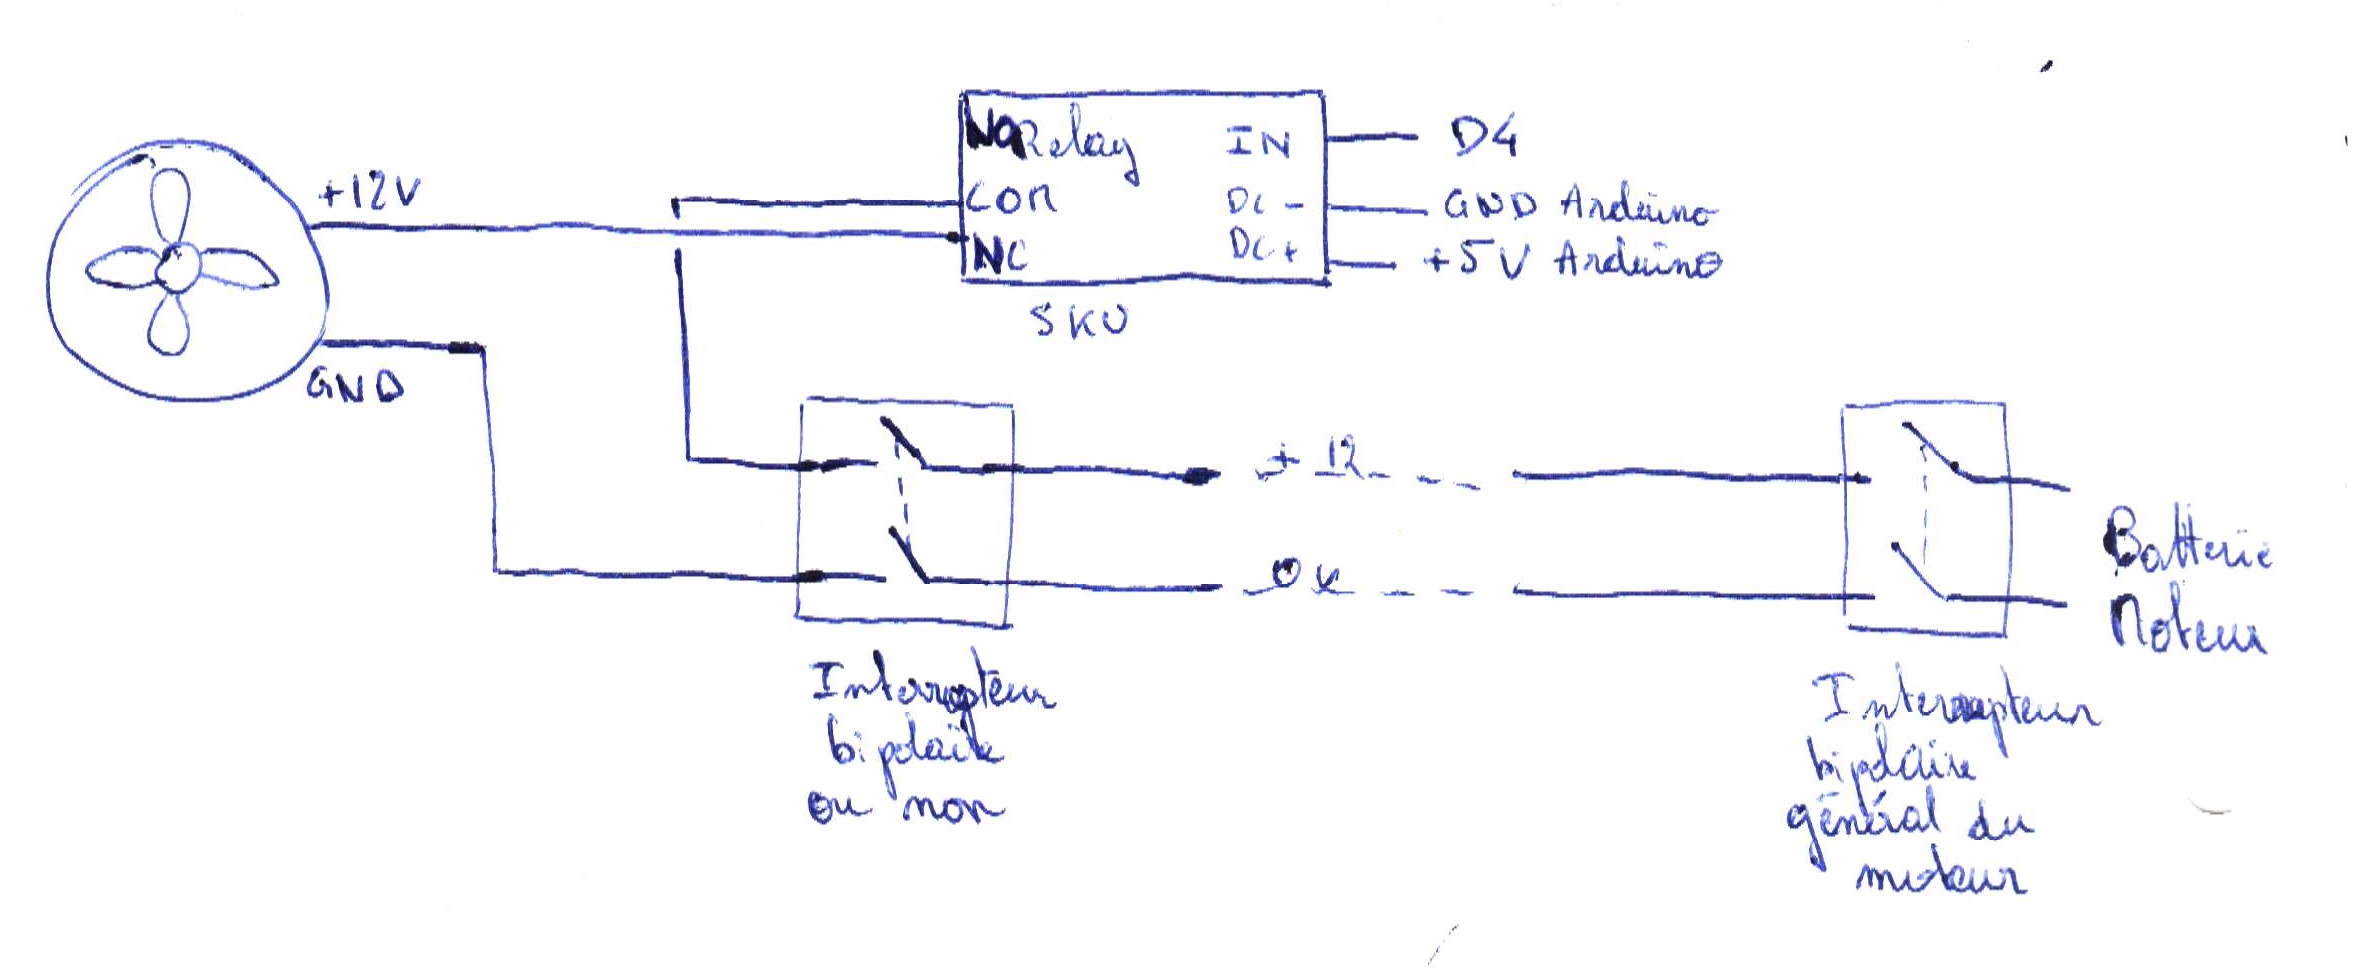 NO Relay IN D4
+12V COM DC - GND Arduino
NC DC + +5V Arduino
SKU
GND
+ 12
0 V
Batterie
Moteur
Interrupteur
bipolaire
ou non
Interrupteur
bipolaire
général du
moteur